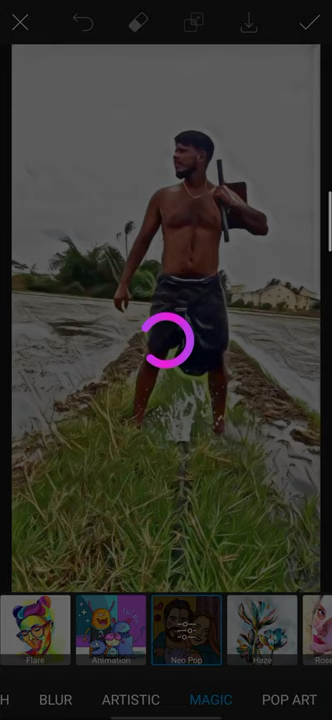 Flare
Animation
Neo Pop
Haze
H
BLUR
ARTISTIC
MAGIC
POP ART